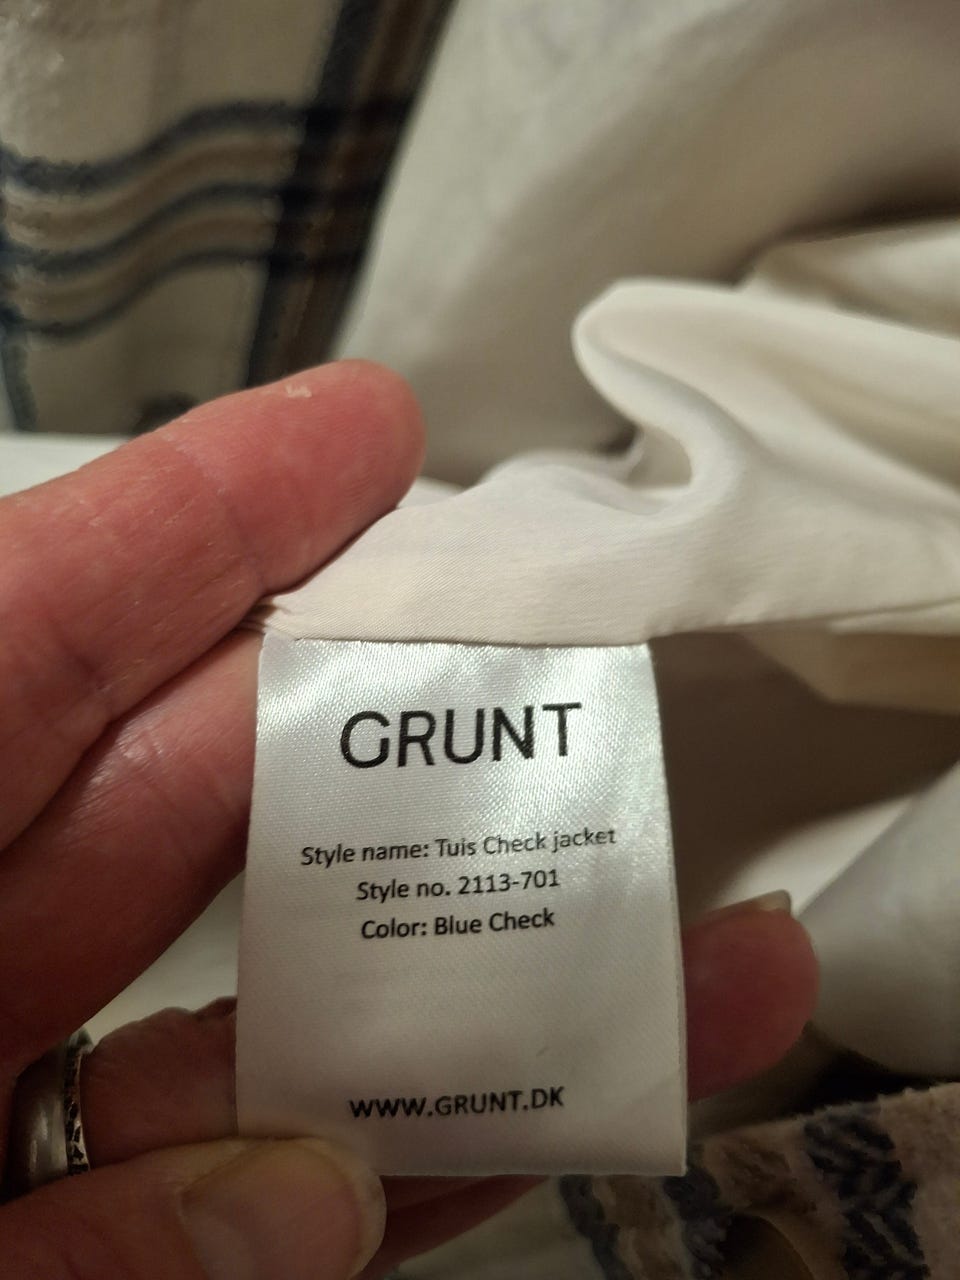 GRUNT
Style name: Tuis Check jacket
Style no. 2113-701
Color: Blue Check
WWW.GRUNT.DK